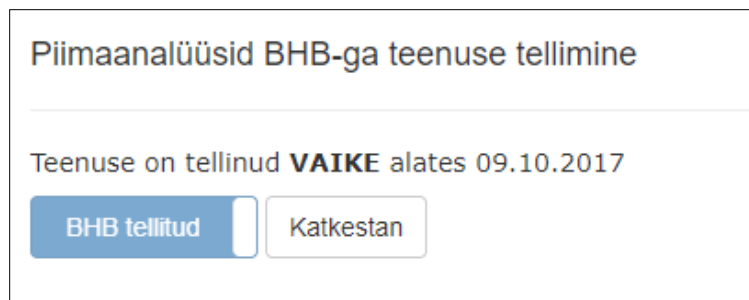 Piimaanalüüsid BHB-ga teenuse tellimine
Teenuse on tellinud VAIKE alates 09.10.2017
BHB tellitud Katkestan